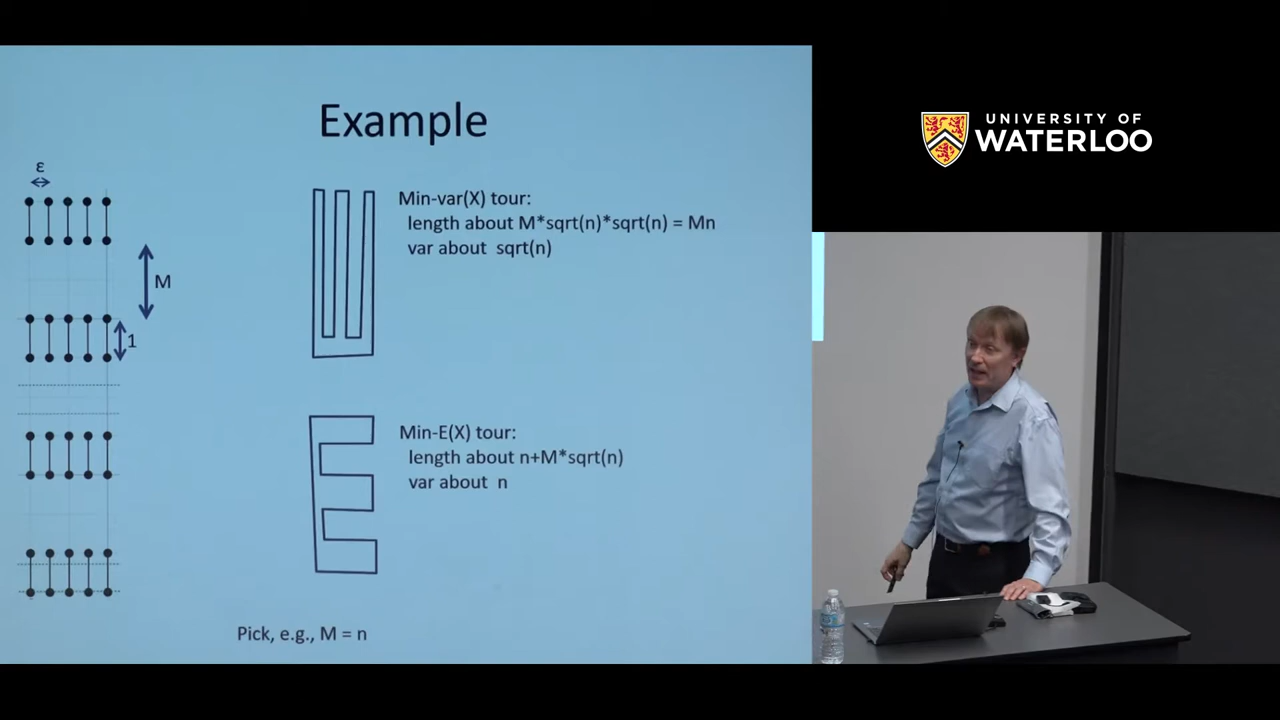 Example
ε
M
1
Min-var(X) tour:
length about M*sqrt(n)*sqrt(n) = Mn
var about sqrt(n)
Min-E(X) tour:
length about n+M*sqrt(n)
var about n
Pick, e.g., M = n
UNIVERSITY OF
WATERLOO